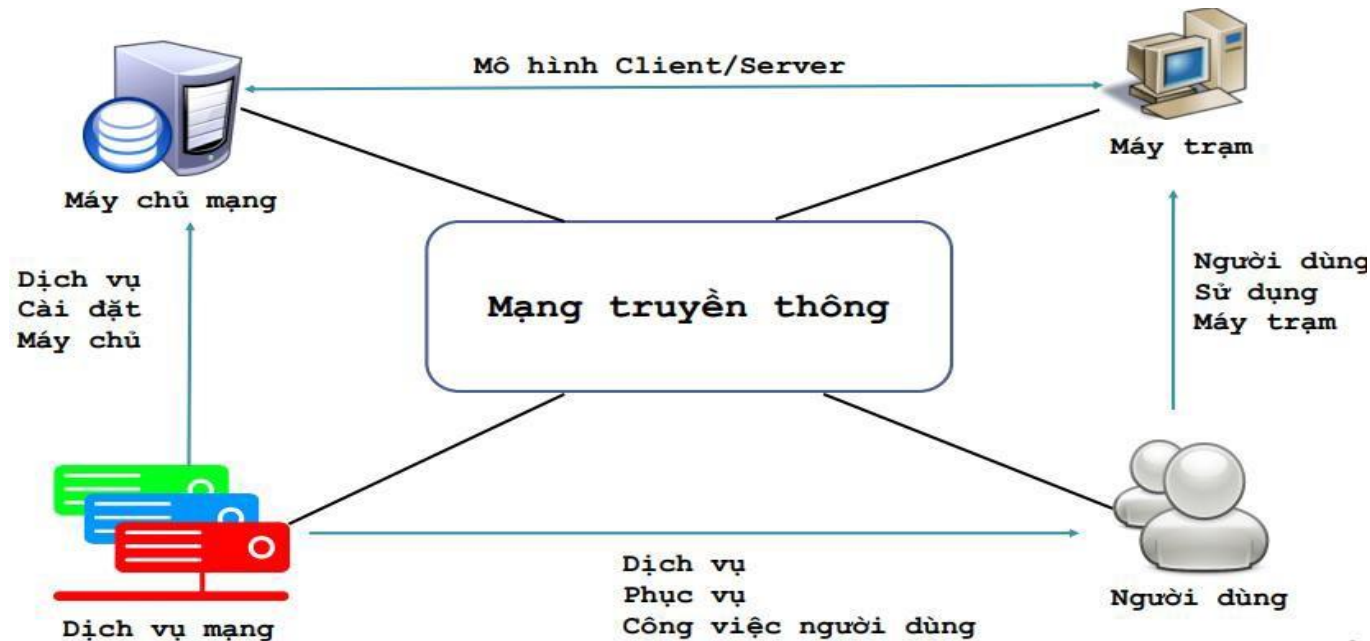 Mô hình Client/Server
Máy trạm
Máy chủ mạng
Dịch vụ
Cài đặt
Máy chủ
Mạng truyền thông
Người dùng
Sử dụng
Máy trạm
Dịch vụ
Phục vụ
Công việc người dùng
Người dùng
Dịch vụ mạng